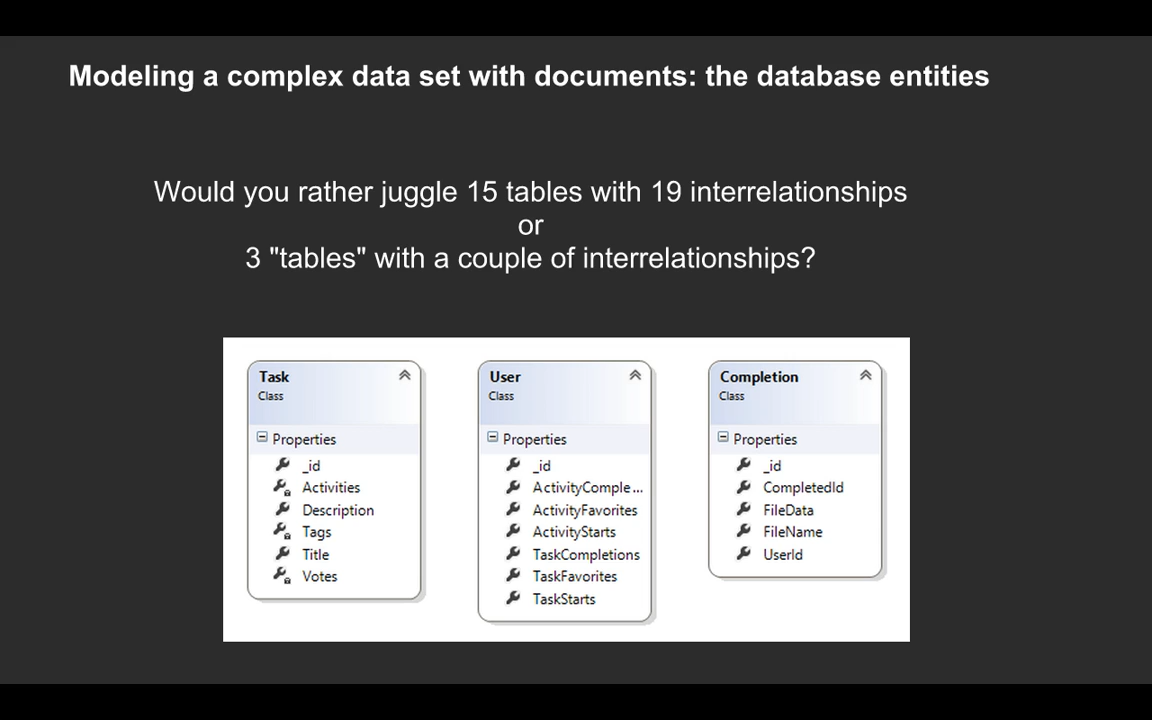 Modeling a complex data set with documents: the database entities
Would you rather juggle 15 tables with 19 interrelationships
or
3 "tables" with a couple of interrelationships?
Task
Class
Properties
_id
Activities
Description
Tags
Title
Votes
User
Class
Properties
_id
ActivityComple...
ActivityFavorites
ActivityStarts
TaskCompletions
TaskFavorites
TaskStarts
Completion
Class
Properties
_id
CompletedId
FileData
FileName
UserId